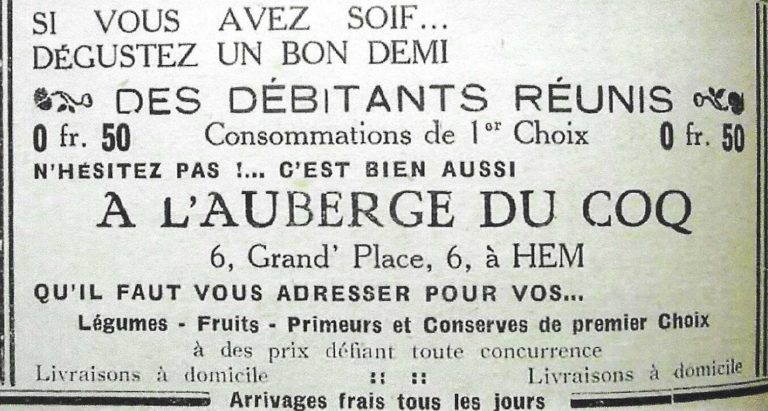 SI VOUS AVEZ SOIF...
DÉGUSTEZ UN BON DEMI
DES DÉBITANTS RÉUNIS
0 fr. 50 Consommations de 1er Choix 0 fr. 50
N'HÉSITEZ PAS !... C'EST BIEN AUSSI
A L'AUBERGE DU COQ
6, Grand' Place, 6, à HEM
QU'IL FAUT VOUS ADRESSER POUR VOS...
Légumes - Fruits - Primeurs et Conserves de premier Choix
à des prix défiant toute concurrence
Livraisons à domicile :: :: Livraisons à domicile
Arrivages frais tous les jours